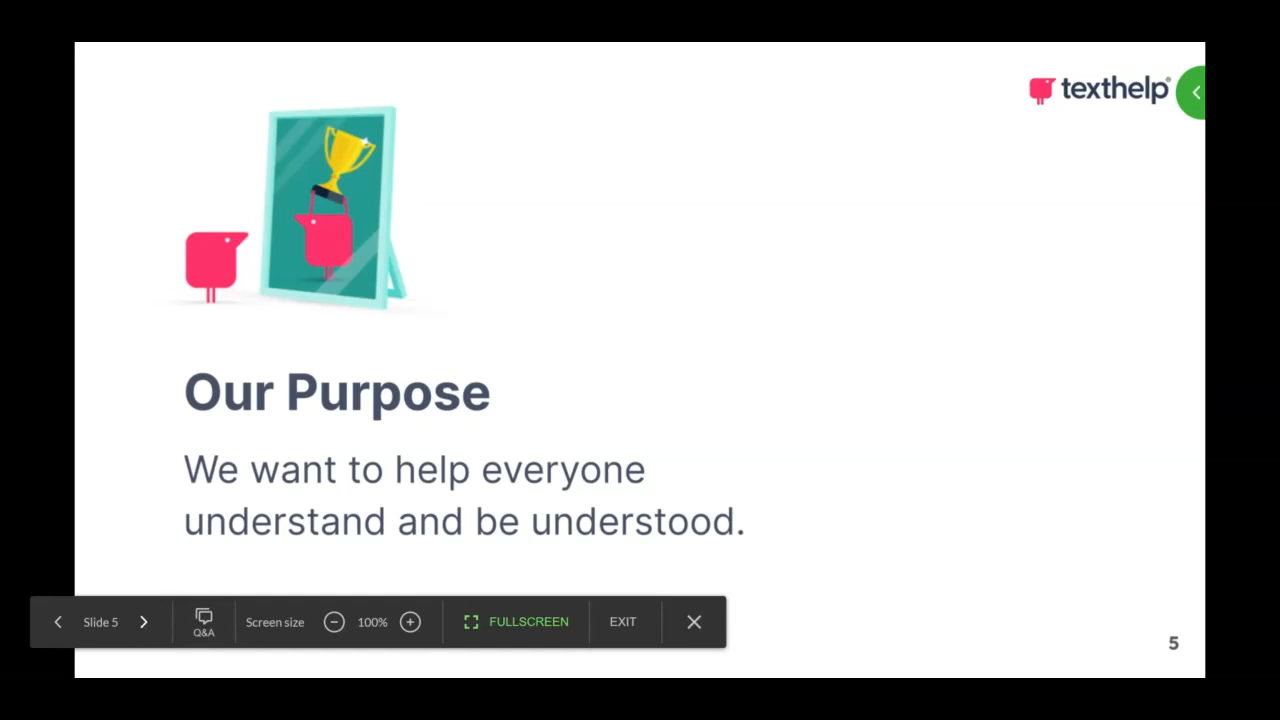 texthelp®
Our Purpose
We want to help everyone
understand and be understood.
Slide 5
Q&A
Screen size
100%
FULLSCREEN
EXIT
5